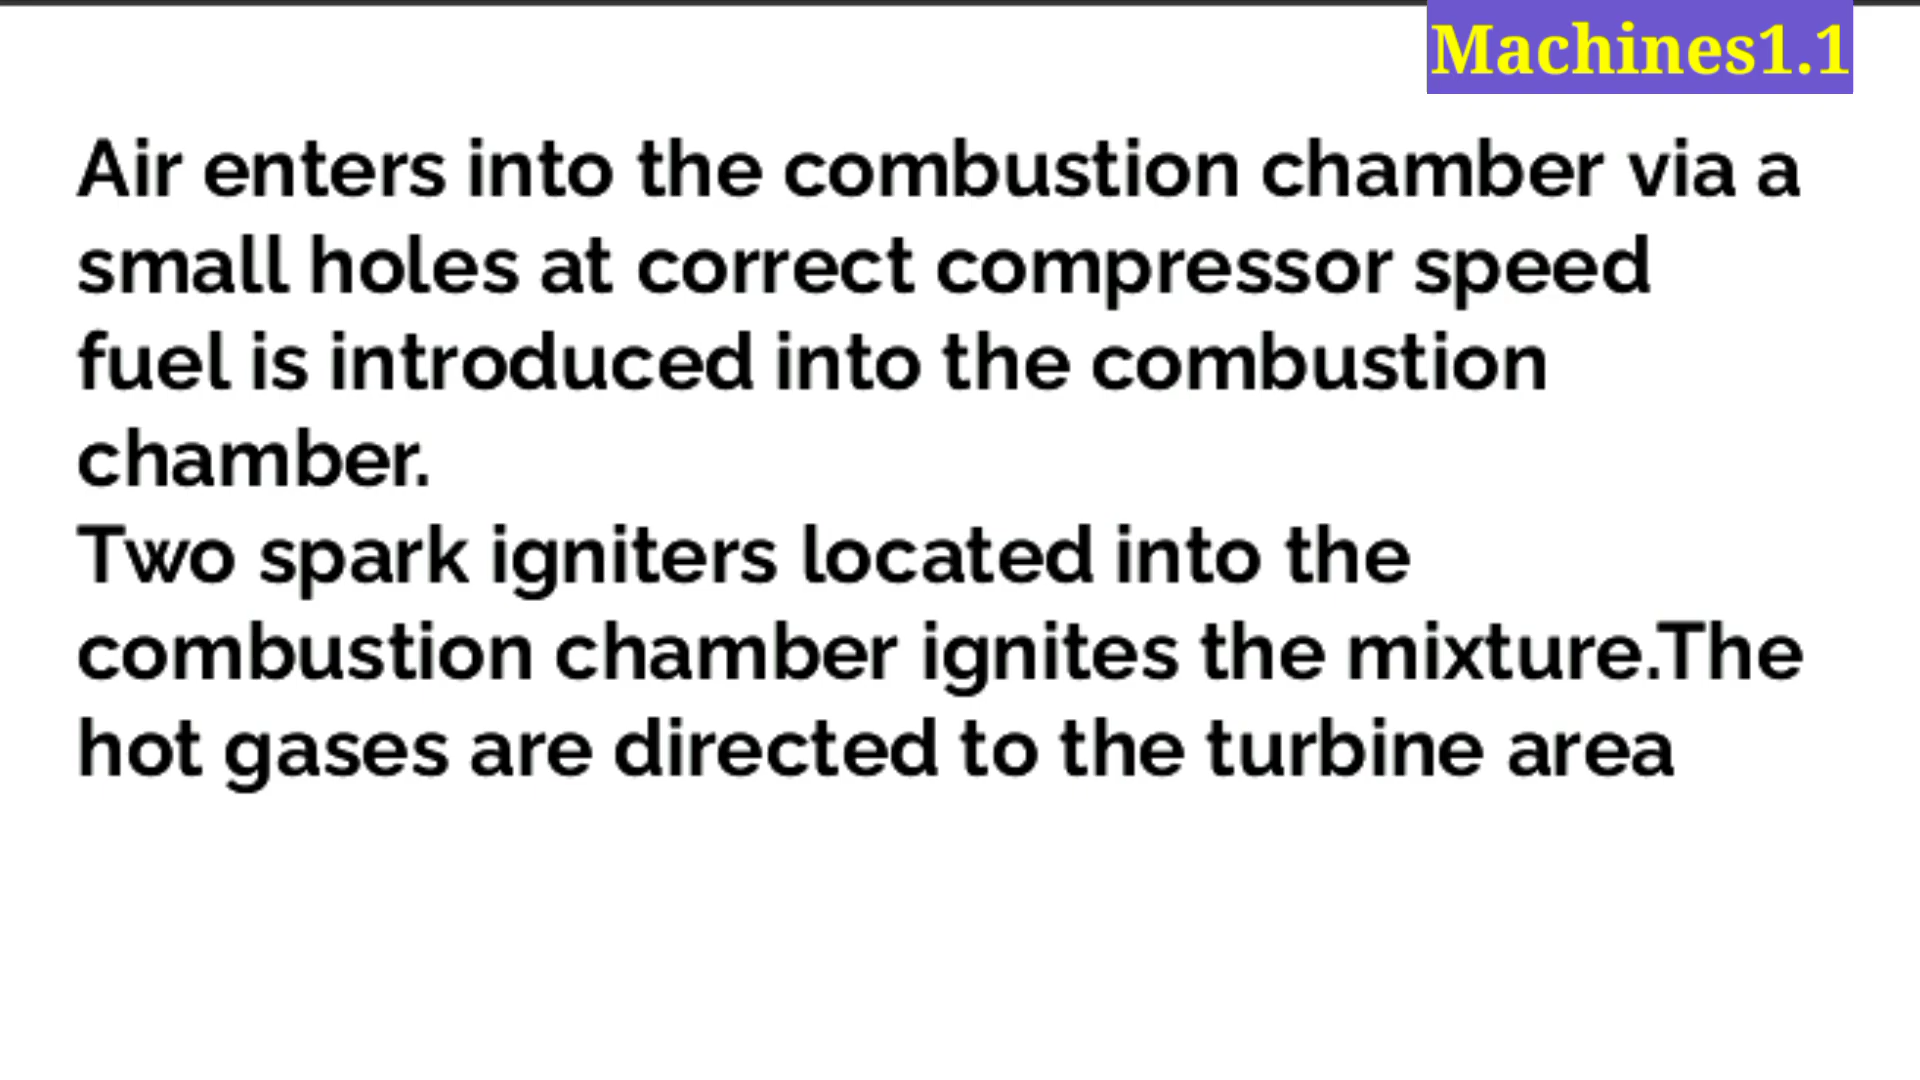 Machines1.1
Air enters into the combustion chamber via a
small holes at correct compressor speed
fuel is introduced into the combustion
chamber.
Two spark igniters located into the
combustion chamber ignites the mixture.The
hot gases are directed to the turbine area